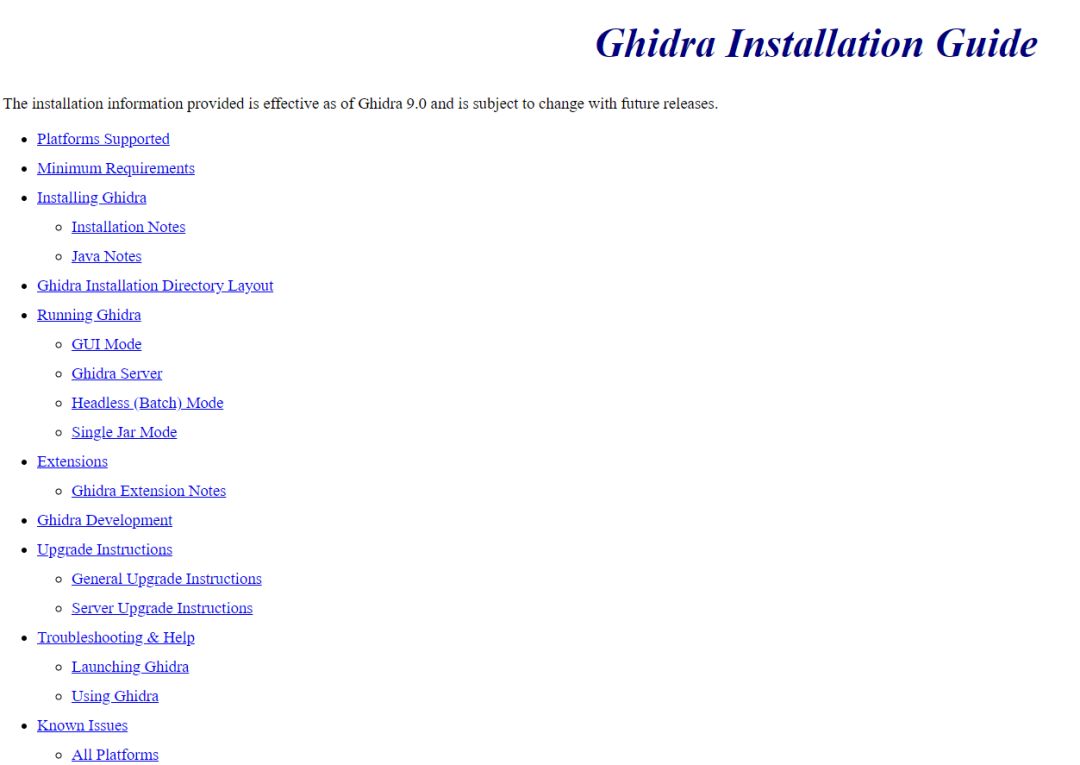 Ghidra Installation Guide
The installation information provided is effective as of Ghidra 9.0 and is subject to change with future releases.
Platforms Supported
Minimum Requirements
Installing Ghidra
Installation Notes
Java Notes
Ghidra Installation Directory Layout
Running Ghidra
GUI Mode
Ghidra Server
Headless (Batch) Mode
Single Jar Mode
Extensions
Ghidra Extension Notes
Ghidra Development
Upgrade Instructions
General Upgrade Instructions
Server Upgrade Instructions
Troubleshooting & Help
Launching Ghidra
Using Ghidra
Known Issues
All Platforms